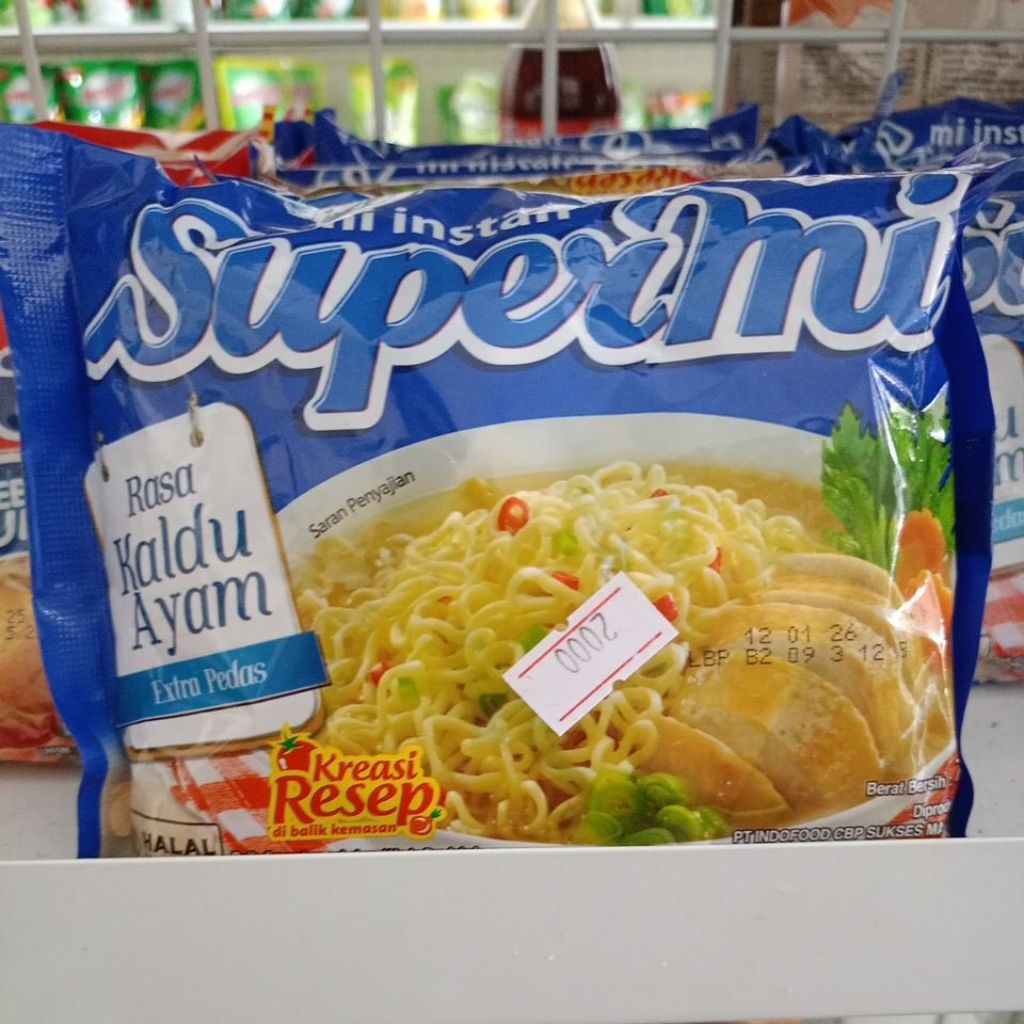 mi instan
Supermi
Rasa
Kaldu
Ayam
Extra Pedas
Saran Penyajian
2000
12 01 26
LBP B2 09 3 12
Kreasi
Resep
di balik kemasan
HALAL
Berat Bersih
PT INDOFOOD CBP SUKSES
mi inst